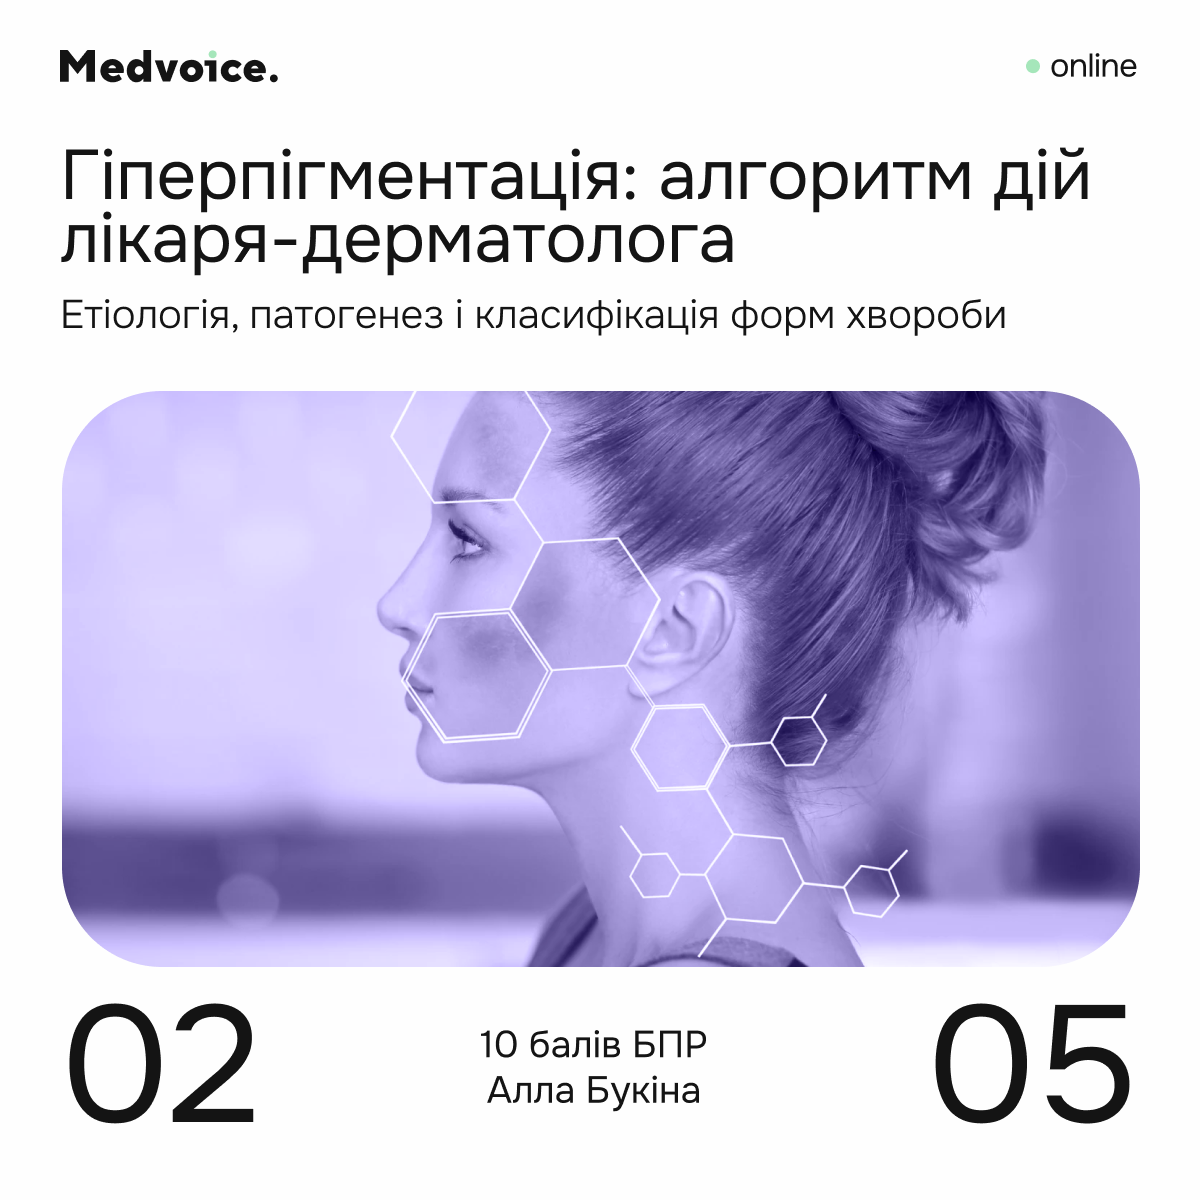 Medvoice.
online
Гіперпігментація: алгоритм дій
лікаря-дерматолога
Етіологія, патогенез і класифікація форм хвороби
02
10 балів БПР
Алла Букіна
05